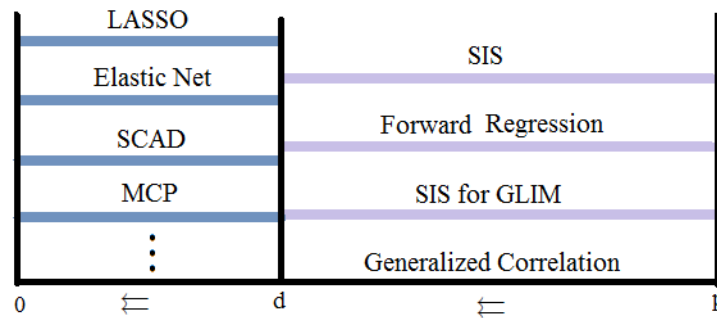 LASSO
SIS
Elastic Net
Forward Regression
SCAD
MCP
SIS for GLIM
Generalized Correlation
0
d